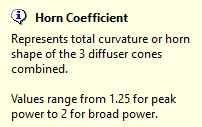 Horn Coefficient
Represents total curvature or horn
shape of the 3 diffuser cones
combined.
Values range from 1.25 for peak
power to 2 for broad power.